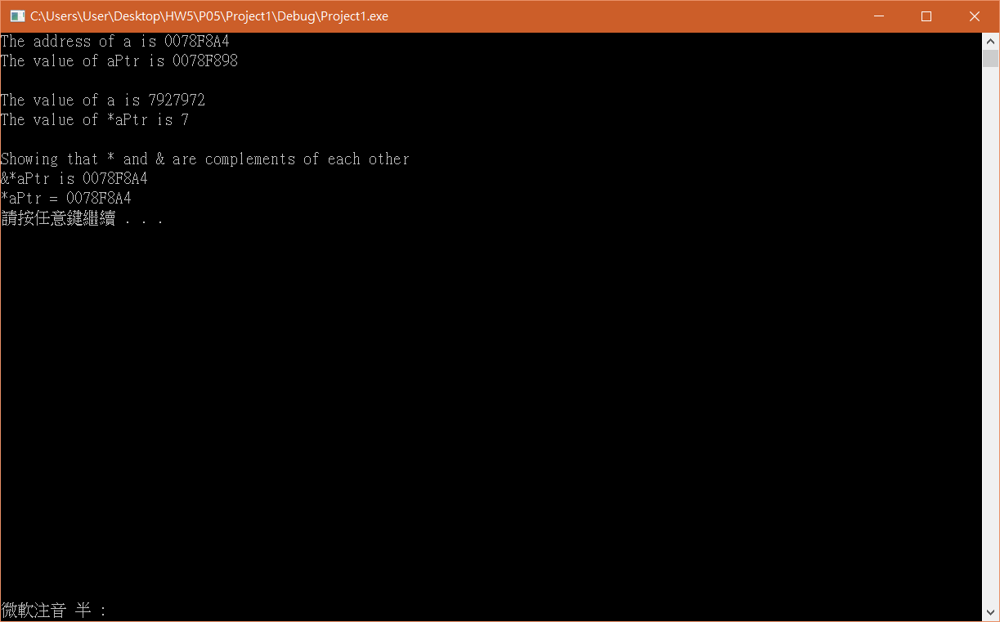 C:\Users\User\Desktop\HW5\P05\Project1\Debug\Project1.exe
The address of a is 0078F8A4
The value of aPtr is 0078F898
The value of a is 7927972
The value of *aPtr is 7
Showing that * and & are complements of each other
&*aPtr is 0078F8A4
*aPtr = 0078F8A4
請按任意鍵繼續 . . .
微軟注音 半 :